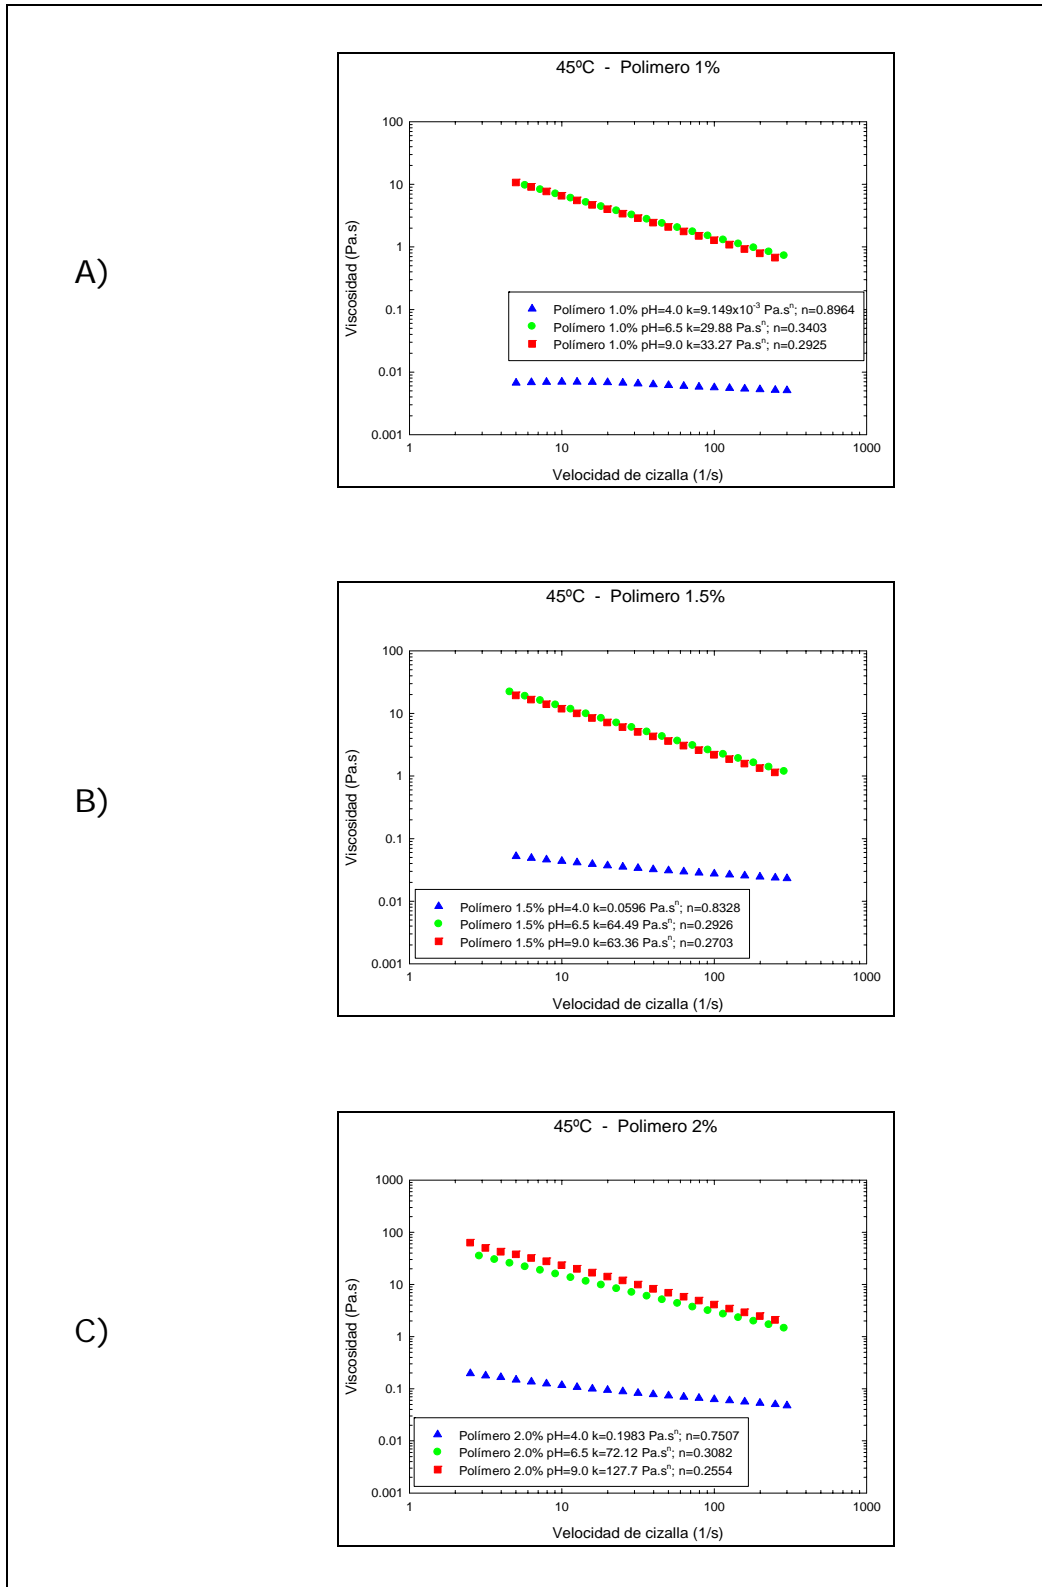 A)
45ºC - Polimero 1%
Viscosidad (Pa.s)
100
10
1
0.1
0.01
0.001
Polímero 1.0% pH=4.0 k=9.149x10⁻³ Pa.sⁿ; n=0.8964
Polímero 1.0% pH=6.5 k=29.88 Pa.sⁿ; n=0.3403
Polímero 1.0% pH=9.0 k=33.27 Pa.sⁿ; n=0.2925
1 10 100 1000
Velocidad de cizalla (1/s)
B)
45ºC - Polimero 1.5%
Viscosidad (Pa.s)
100
10
1
0.1
0.01
0.001
Polímero 1.5% pH=4.0 k=0.0596 Pa.sⁿ; n=0.8328
Polímero 1.5% pH=6.5 k=64.49 Pa.sⁿ; n=0.2926
Polímero 1.5% pH=9.0 k=63.36 Pa.sⁿ; n=0.2703
1 10 100 1000
Velocidad de cizalla (1/s)
C)
45ºC - Polimero 2%
Viscosidad (Pa.s)
1000
100
10
1
0.1
0.01
0.001
Polímero 2.0% pH=4.0 k=0.1983 Pa.sⁿ; n=0.7507
Polímero 2.0% pH=6.5 k=72.12 Pa.sⁿ; n=0.3082
Polímero 2.0% pH=9.0 k=127.7 Pa.sⁿ; n=0.2554
1 10 100 1000
Velocidad de cizalla (1/s)